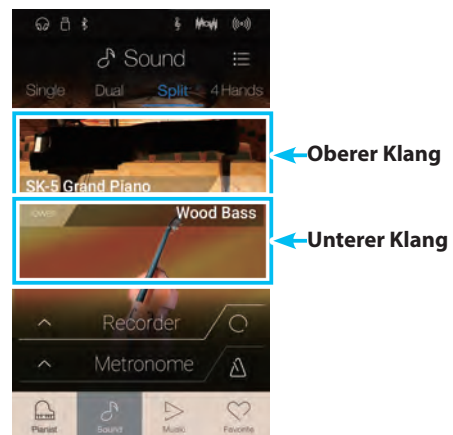 Sound
Single Dual Split 4 Hands
SK-5 Grand Piano
Oberer Klang
LOWER
Wood Bass
Unterer Klang
Recorder
Metronome
Pianist Sound Music Favorite